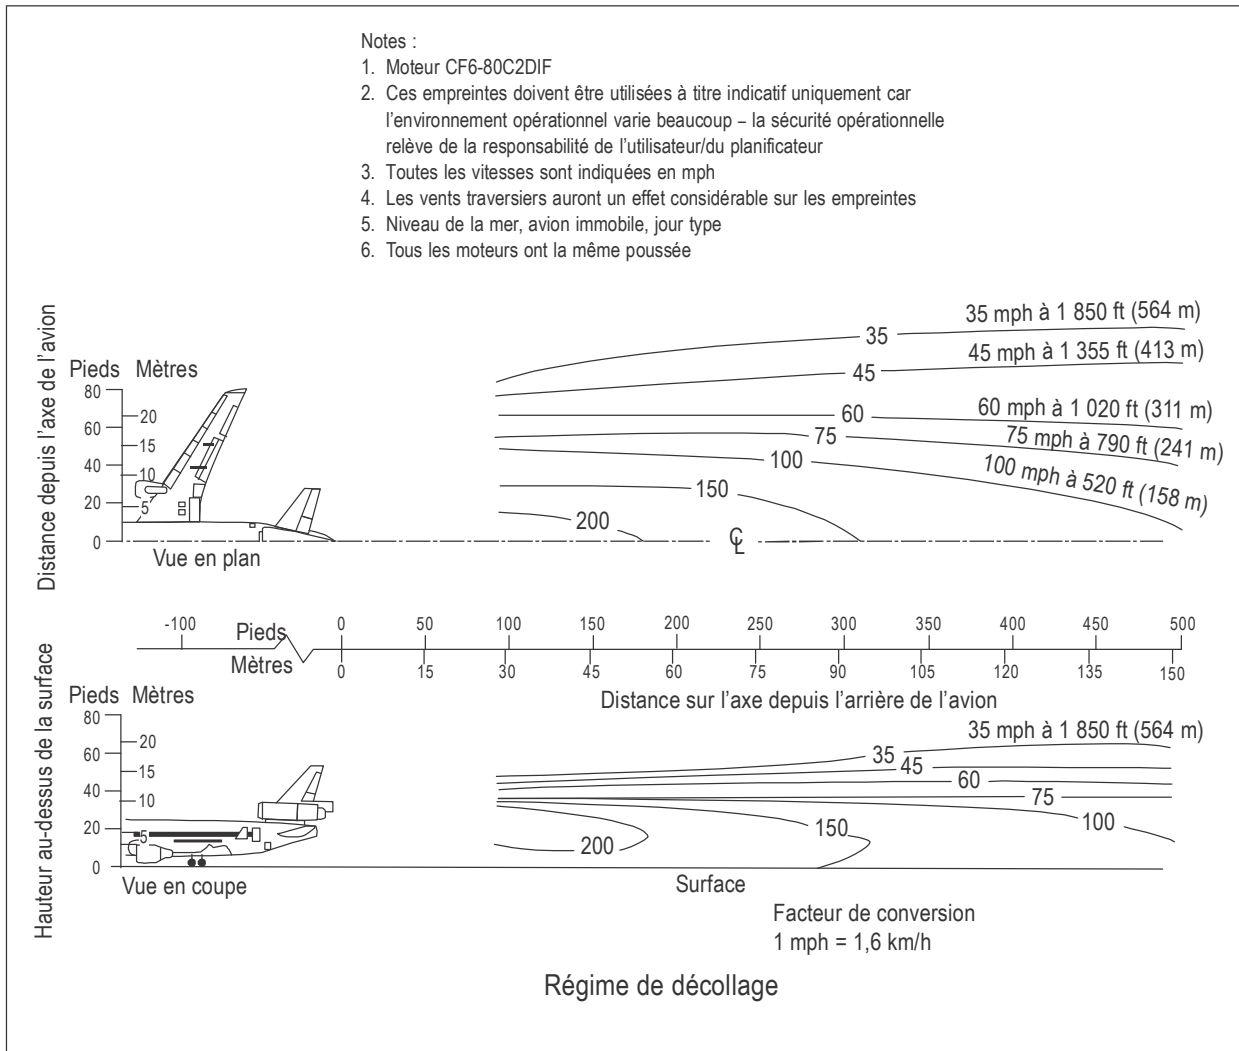 Notes :
1. Moteur CF6-80C2DIF
2. Ces empreintes doivent être utilisées à titre indicatif uniquement car
l'environnement opérationnel varie beaucoup – la sécurité opérationnelle
relève de la responsabilité de l'utilisateur/du planificateur
3. Toutes les vitesses sont indiquées en mph
4. Les vents traversiers auront un effet considérable sur les empreintes
5. Niveau de la mer, avion immobile, jour type
6. Tous les moteurs ont la même poussée
Distance depuis l'axe de l'avion
Pieds Mètres
80
60
40
20
0
20
15
10
5
Vue en plan
35
45
60
75
100
150
200
35 mph à 1 850 ft (564 m)
45 mph à 1 355 ft (413 m)
60 mph à 1 020 ft (311 m)
75 mph à 790 ft (241 m)
100 mph à 520 ft (158 m)
℄
-100 Pieds 0 50 100 150 200 250 300 350 400 450 500
Mètres 0 15 30 45 60 75 90 105 120 135 150
Distance sur l'axe depuis l'arrière de l'avion
Hauteur au-dessus de la surface
Pieds Mètres
80
60
40
20
0
20
15
10
5
Vue en coupe
35 mph à 1 850 ft (564 m)
35
45
60
75
100
150
200
Surface
Facteur de conversion
1 mph = 1,6 km/h
Régime de décollage